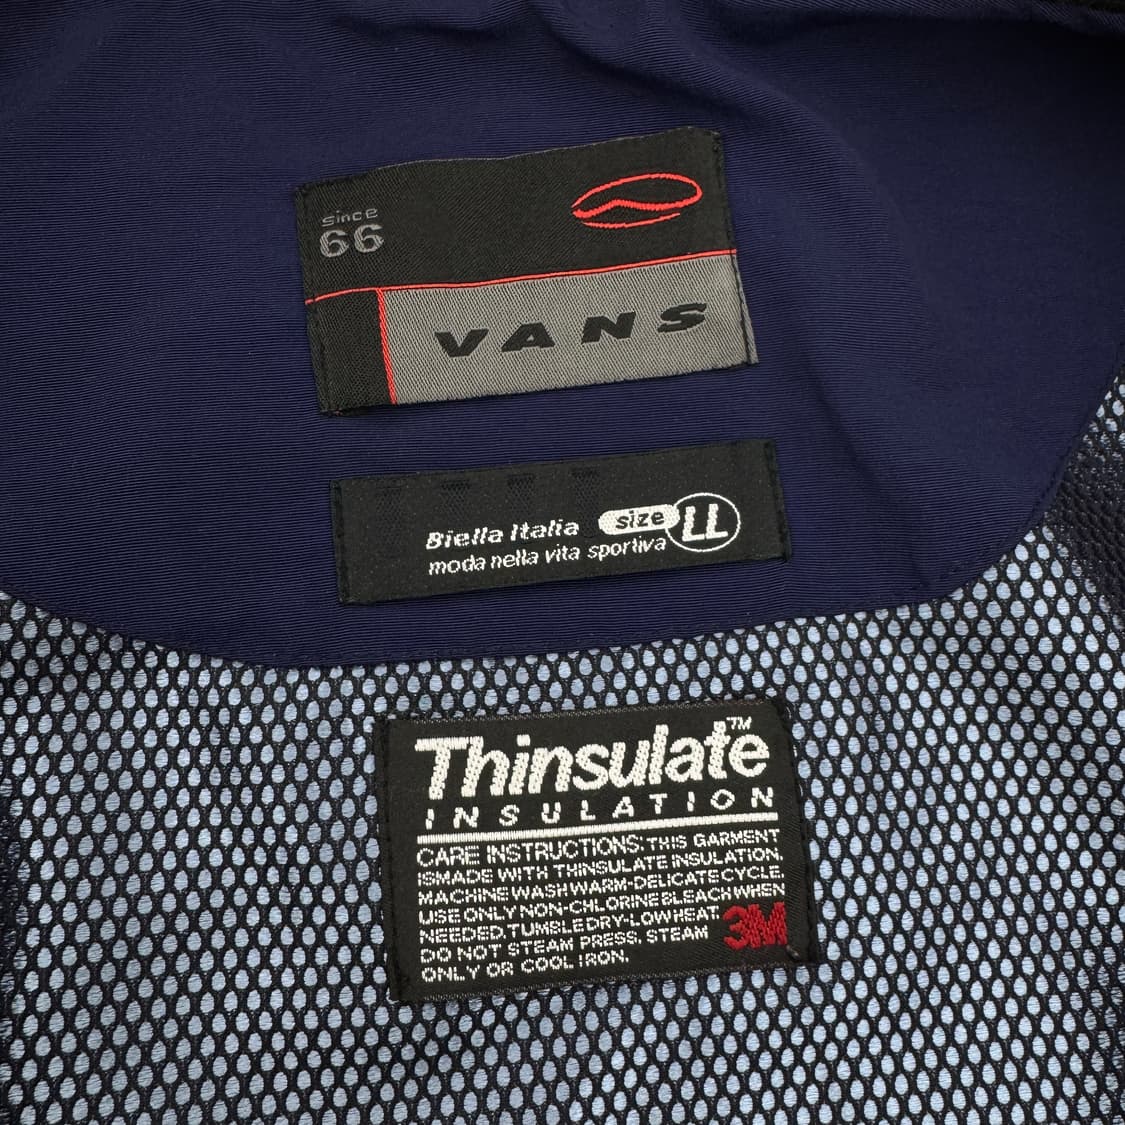 since
66
VANS
Biella Italia size LL
moda nella vita sportiva
Thinsulate™
INSULATION
CARE INSTRUCTIONS: THIS GARMENT
ISMADE WITH THINSULATE INSULATION.
MACHINE WASH WARM-DELICATE CYCLE.
USE ONLY NON-CHLORINE BLEACH WHEN
NEEDED. TUMBLE DRY-LOW HEAT.
DO NOT STEAM PRESS. STEAM
ONLY OR COOL IRON.
3M